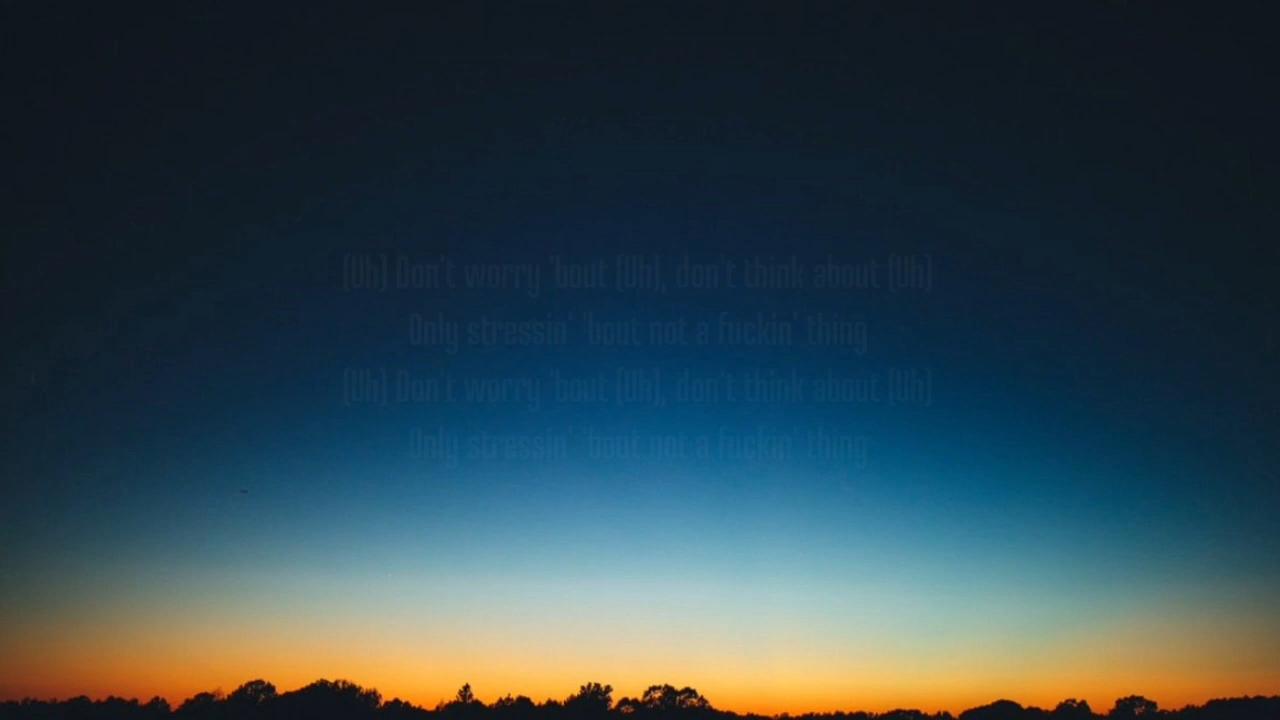 (Uh) Don't worry 'bout (Uh), don't think about (Uh)
Only stressin' 'bout not a fuckin' thing
(Uh) Don't worry 'bout (Uh), don't think about (Uh)
Only stressin' 'bout not a fuckin' thing